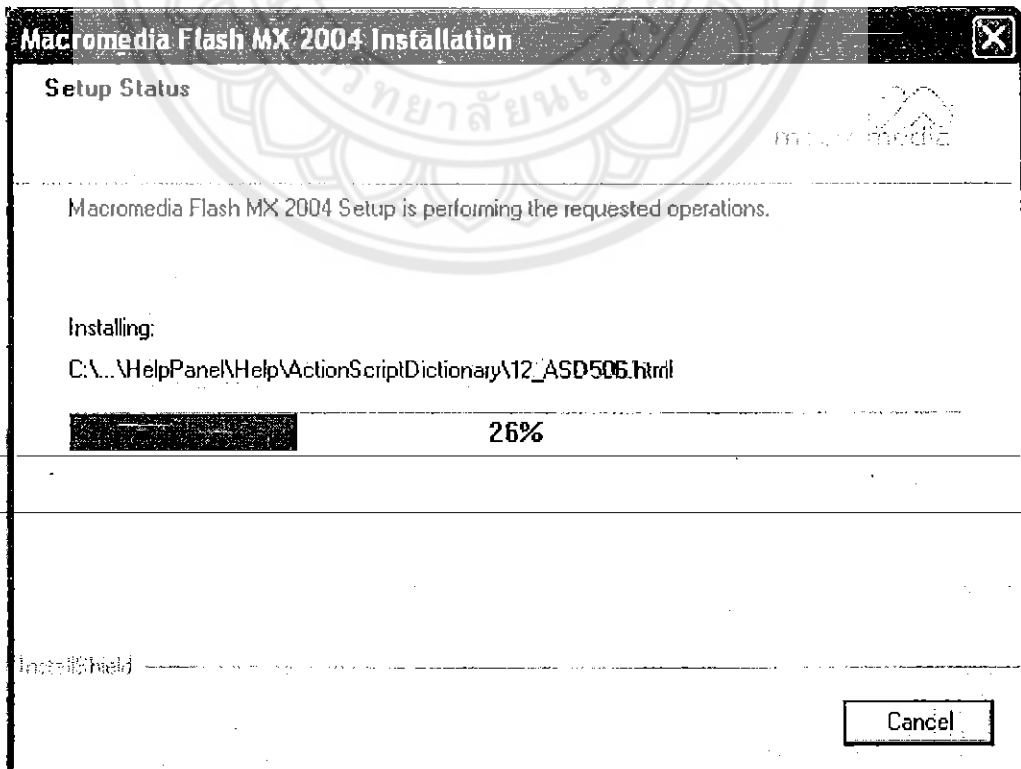 Macromedia Flash MX 2004 Installation
Setup Status
macromedia
Macromedia Flash MX 2004 Setup is performing the requested operations.
Installing:
C:\...\HelpPanel\Help\ActionScriptDictionary\12_ASD506.html
26%
InstallShield
Cancel